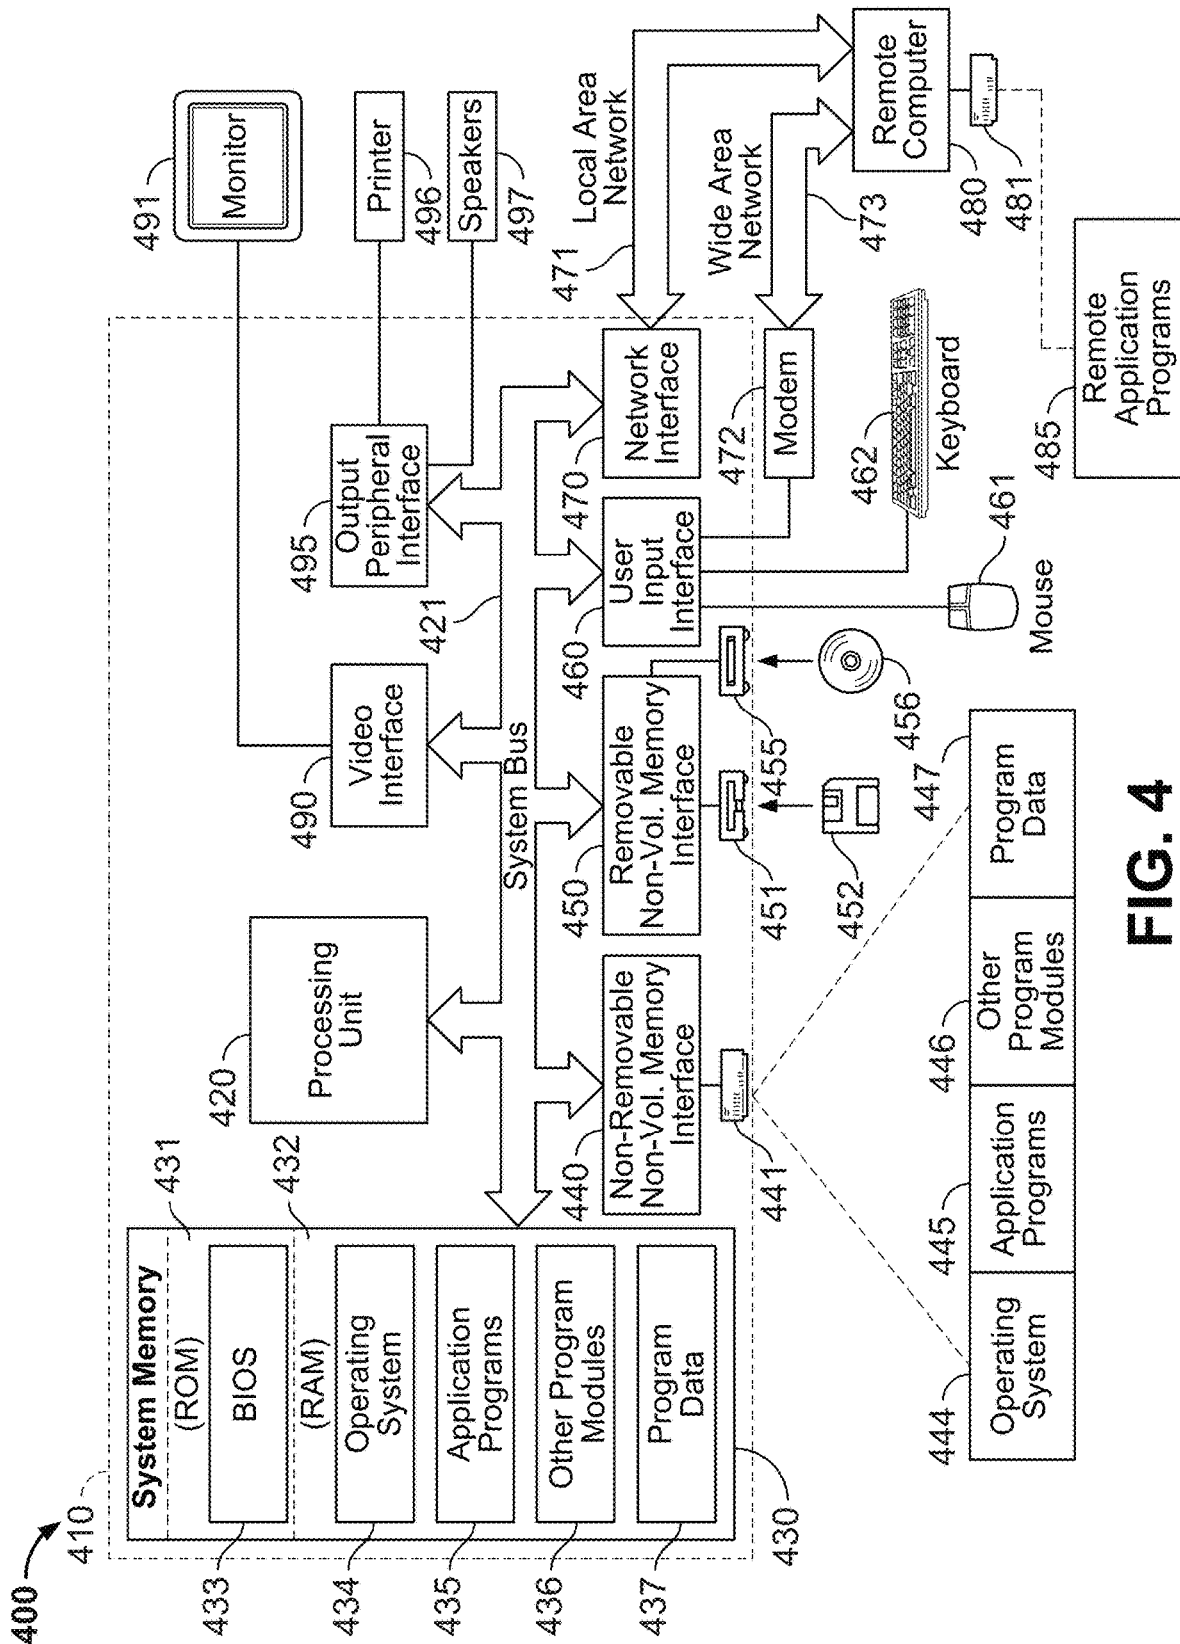 400
410
System Memory
(ROM)
431
BIOS
433
(RAM)
432
Operating
System
434
Application
Programs
435
Other Program
Modules
436
Program
Data
437
430
420
Processing
Unit
490
Video
Interface
495
Output
Peripheral
Interface
491
Monitor
Printer
496
Speakers
497
System Bus
421
440
Non-Removable
Non-Vol. Memory
Interface
450
Removable
Non-Vol. Memory
Interface
460
User
Input
Interface
470
Network
Interface
471
Local Area
Network
441
451
455
452
456
472
Modem
Wide Area
Network
473
Remote
Computer
480
481
462
Keyboard
461
Mouse
444
Operating
System
445
Application
Programs
446
Other
Program
Modules
447
Program
Data
485
Remote
Application
Programs
FIG. 4